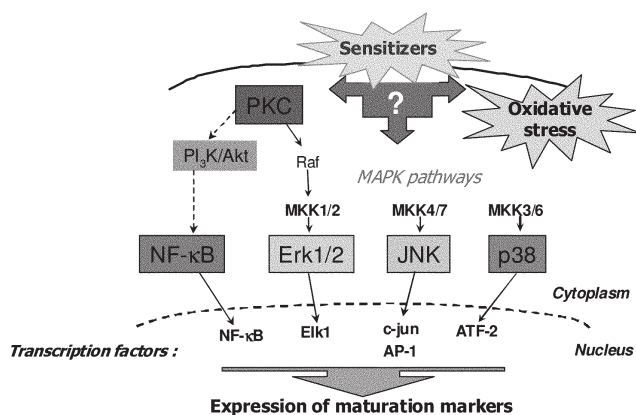 Sensitizers
PKC
?
Oxidative
stress
PI3K/Akt
Raf
MAPK pathways
MKK1/2
MKK4/7
MKK3/6
NF-κB
Erk1/2
JNK
p38
Cytoplasm
NF-κB
Elk1
c-jun
ATF-2
Transcription factors :
AP-1
Nucleus
Expression of maturation markers